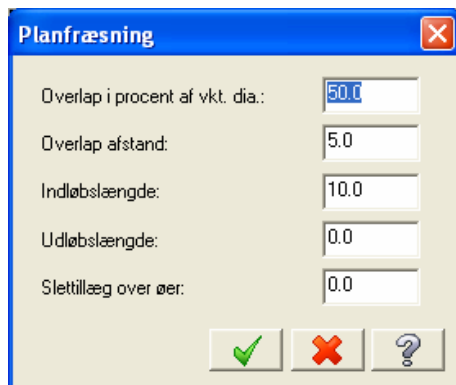 Planfræsning
Overlap i procent af vkt. dia.: 50.0
Overlap afstand: 5.0
Indløbslængde: 10.0
Udløbslængde: 0.0
Slettillæg over øer: 0.0